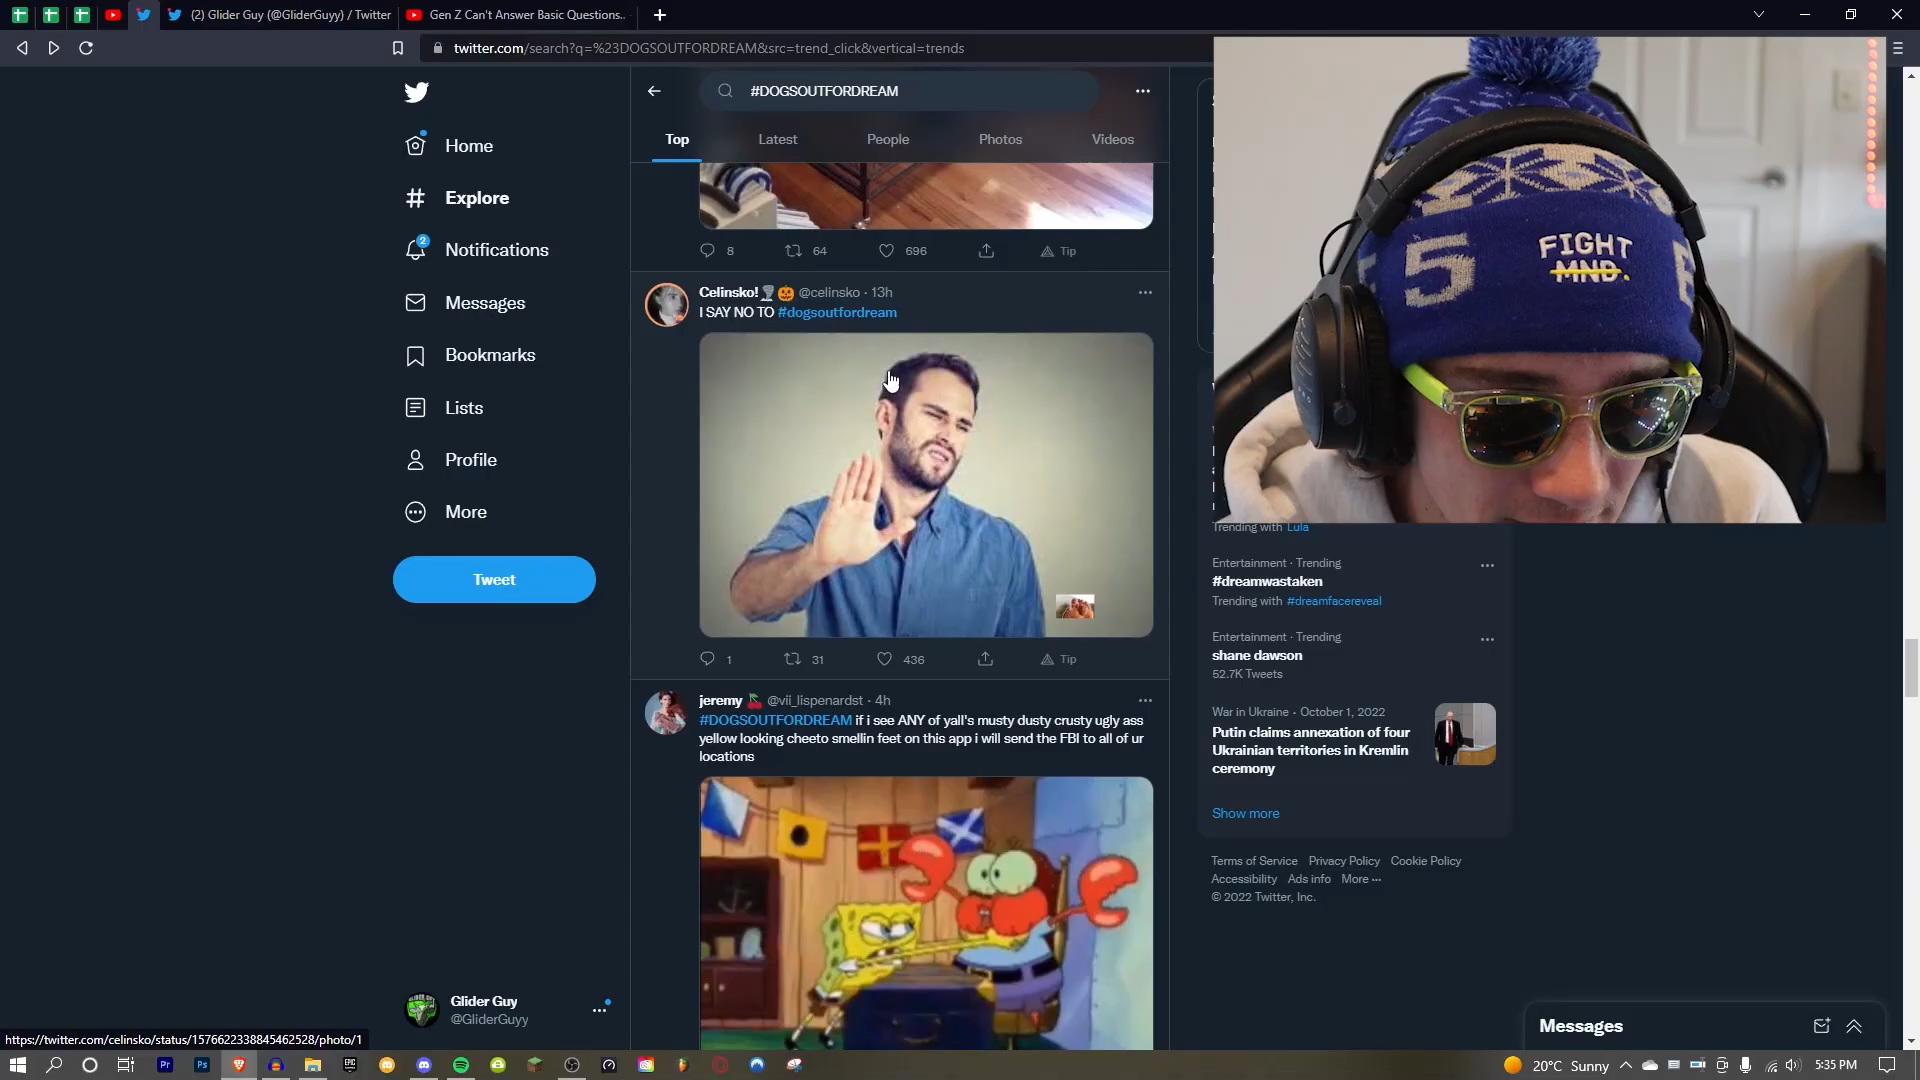 (2) Glider Guy (@GliderGuyy) / Twitter
Gen Z Can't Answer Basic Questions..
twitter.com/search?q=%23DOGSOUTFORDREAM&src=trend_click&vertical=trends
Home
Explore
2
Notifications
Messages
Bookmarks
Lists
Profile
More
Tweet
Glider Guy
@GliderGuyy
#DOGSOUTFORDREAM
Top
Latest
People
Photos
Videos
8
64
696
Tip
Celinsko! @celinsko · 13h
I SAY NO TO #dogsoutfordream
1
31
436
Tip
jeremy @vii_lispenardst · 4h
#DOGSOUTFORDREAM if i see ANY of yall's musty dusty crusty ugly ass
yellow looking cheeto smellin feet on this app i will send the FBI to all of ur
locations
5
FIGHT
MND.
Trending with Lula
Entertainment · Trending
#dreamwastaken
Trending with #dreamfacereveal
Entertainment · Trending
shane dawson
52.7K Tweets
War in Ukraine · October 1, 2022
Putin claims annexation of four
Ukrainian territories in Kremlin
ceremony
Show more
Terms of Service Privacy Policy Cookie Policy
Accessibility Ads info More ···
© 2022 Twitter, Inc.
Messages
https://twitter.com/celinsko/status/1576622338845462528/photo/1
Pr
Ps
EPIC
20°C Sunny
5:35 PM